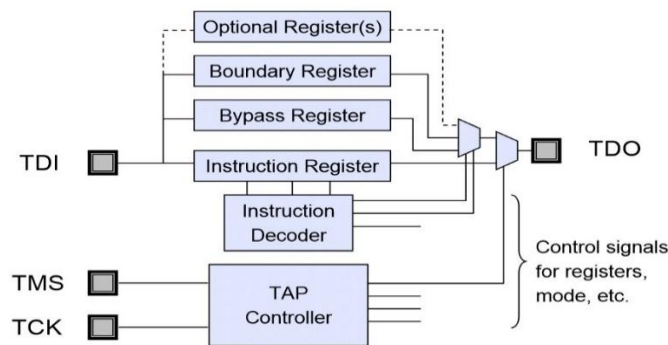 Optional Register(s)
Boundary Register
Bypass Register
TDI
Instruction Register
TDO
Instruction
Decoder
Control signals
for registers,
mode, etc.
TMS
TAP
Controller
TCK